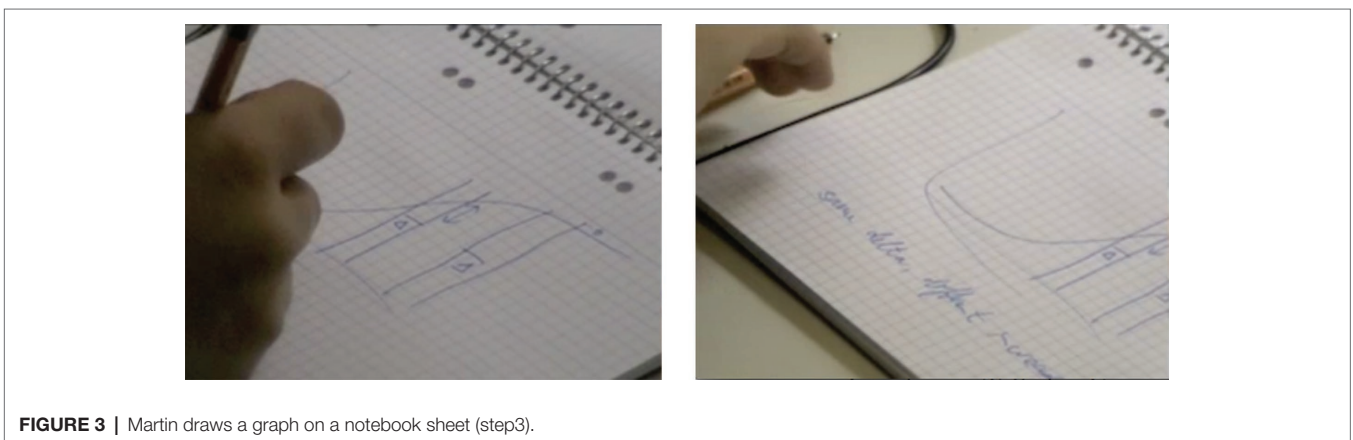 Δ
Δ
same delta, different
Δ
FIGURE 3 | Martin draws a graph on a notebook sheet (step3).